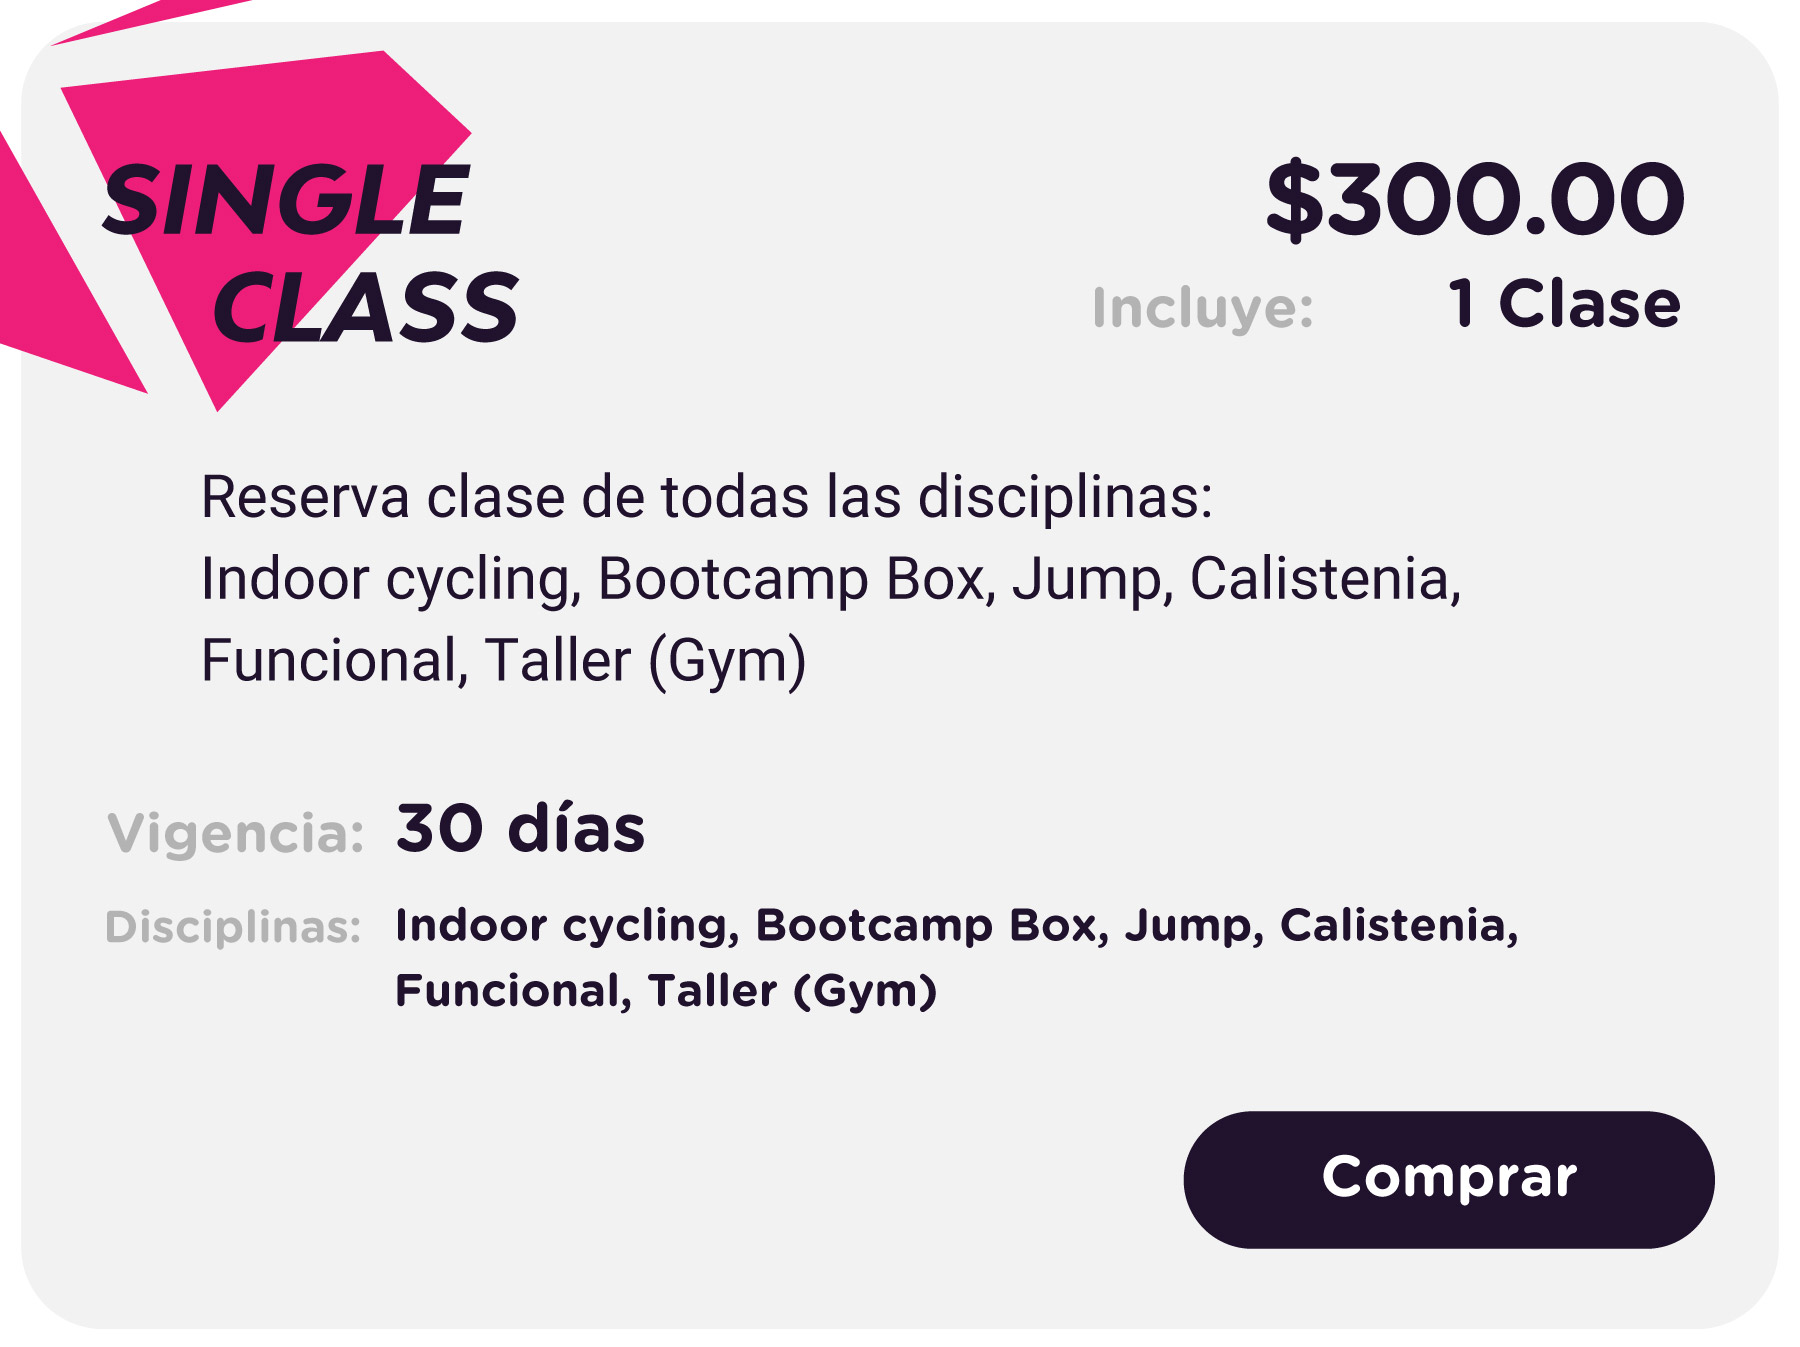 SINGLE
CLASS
$300.00
Incluye: 1 Clase
Reserva clase de todas las disciplinas:
Indoor cycling, Bootcamp Box, Jump, Calistenia,
Funcional, Taller (Gym)
Vigencia: 30 días
Disciplinas: Indoor cycling, Bootcamp Box, Jump, Calistenia,
Funcional, Taller (Gym)
Comprar